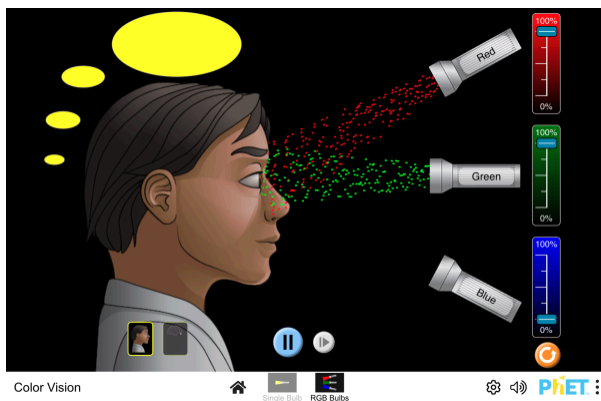 100%
Red
0%
100%
Green
0%
100%
Blue
0%
Color Vision
Single Bulb
RGB Bulbs
PhET